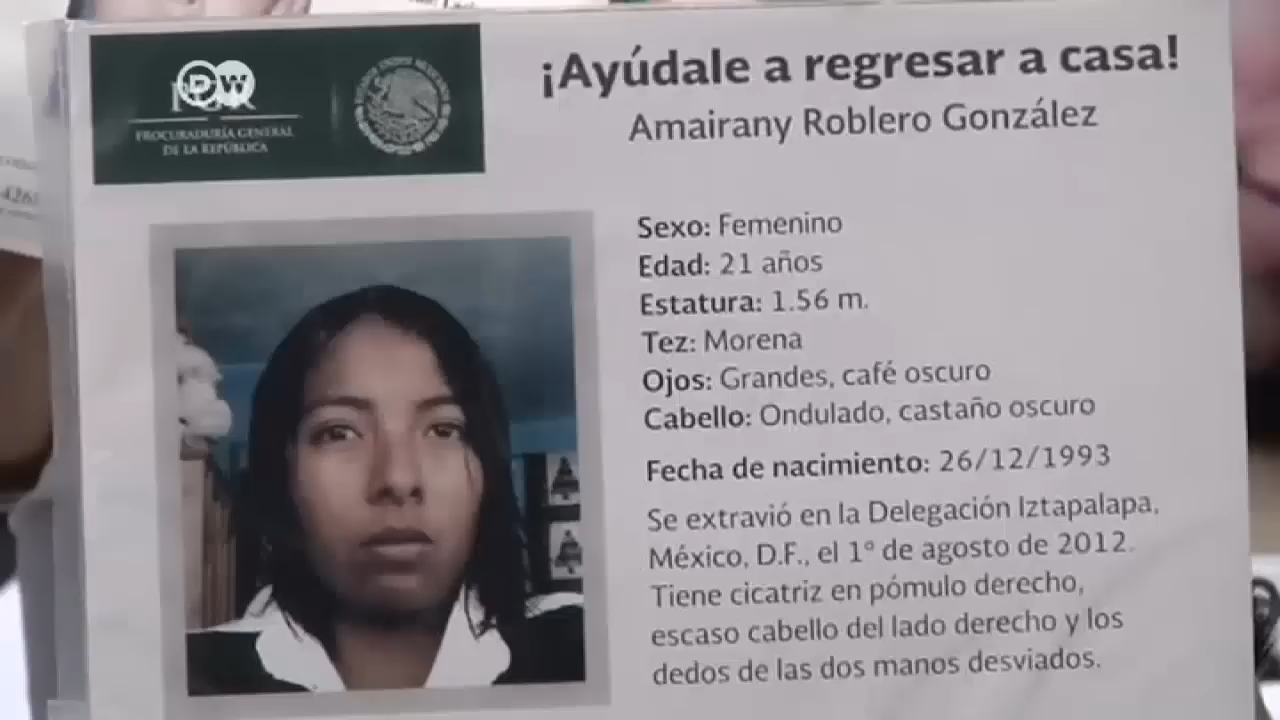 DW
PROCURADURÍA GENERAL
DE LA REPÚBLICA
¡Ayúdale a regresar a casa!
Amairany Roblero González
Sexo: Femenino
Edad: 21 años
Estatura: 1.56 m.
Tez: Morena
Ojos: Grandes, café oscuro
Cabello: Ondulado, castaño oscuro
Fecha de nacimiento: 26/12/1993
Se extravió en la Delegación Iztapalapa,
México, D.F., el 1° de agosto de 2012.
Tiene cicatriz en pómulo derecho,
escaso cabello del lado derecho y los
dedos de las dos manos desviados.